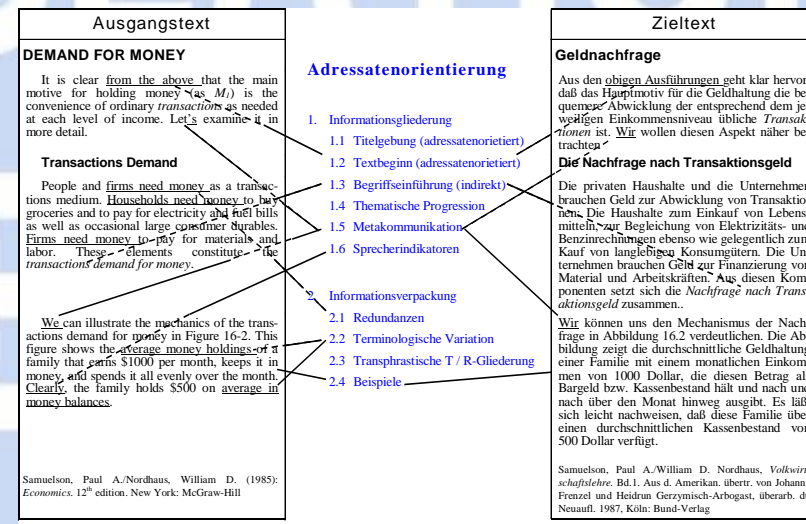 Ausgangstext
DEMAND FOR MONEY
It is clear from the above that the main
motive for holding money (as M1) is the
convenience of ordinary transactions as needed
at each level of income. Let's examine it in
more detail.
Transactions Demand
People and firms need money as a transac-
tions medium. Households need money to buy
groceries and to pay for electricity and fuel bills
as well as occasional large consumer durables.
Firms need money to pay for materials and
labor. These elements constitute the
transactions demand for money.
We can illustrate the mechanics of the trans-
actions demand for money in Figure 16-2. This
figure shows the average money holdings of a
family that earns $1000 per month, keeps it in
money, and spends it all evenly over the month.
Clearly, the family holds $500 on average in
money balances.
Samuelson, Paul A./Nordhaus, William D. (1985):
Economics. 12th edition. New York: McGraw-Hill
Adressatenorientierung
1. Informationsgliederung
1.1 Titelgebung (adressatenorietiert)
1.2 Textbeginn (adressatenorietiert)
1.3 Begriffseinführung (indirekt)
1.4 Thematische Progression
1.5 Metakommunikation
1.6 Sprecherindikatoren
2. Informationsverpackung
2.1 Redundanzen
2.2 Terminologische Variation
2.3 Transphrastische T / R-Gliederung
2.4 Beispiele
Zieltext
Geldnachfrage
Aus den obigen Ausführungen geht klar hervor
daß das Hauptmotiv für die Geldhaltung die be
quemere Abwicklung der entsprechend dem je
weiligen Einkommensniveau übliche Transak
tionen ist. Wir wollen diesen Aspekt näher be
trachten
Die Nachfrage nach Transaktionsgeld
Die privaten Haushalte und die Unternehmen
brauchen Geld zur Abwicklung von Transaktio
nen. Die Haushalte zum Einkauf von Lebens
mitteln, zur Begleichung von Elektrizitäts- und
Benzinrechnungen ebenso wie gelegentlich zum
Kauf von langlebigen Konsumgütern. Die Un
ternehmen brauchen Geld zur Finanzierung von
Material und Arbeitskräften. Aus diesen Kom
ponenten setzt sich die Nachfrage nach Trans
aktionsgeld zusammen..
Wir können uns den Mechanismus der Nach
frage in Abbildung 16.2 verdeutlichen. Die Ab
bildung zeigt die durchschnittliche Geldhaltung
einer Familie mit einem monatlichen Einkom
men von 1000 Dollar, die diesen Betrag als
Bargeld bzw. Kassenbestand hält und nach und
nach über den Monat hinweg ausgibt. Es läß
sich leicht nachweisen, daß diese Familie übe
einen durchschnittlichen Kassenbestand von
500 Dollar verfügt.
Samuelson, Paul A./William D. Nordhaus, Volkwirt
schaftslehre. Bd.1. Aus d. Amerikan. übertr. von Johann
Frenzel und Heidrun Gerzymisch-Arbogast, überarb. dt
Neuaufl. 1987, Köln: Bund-Verlag